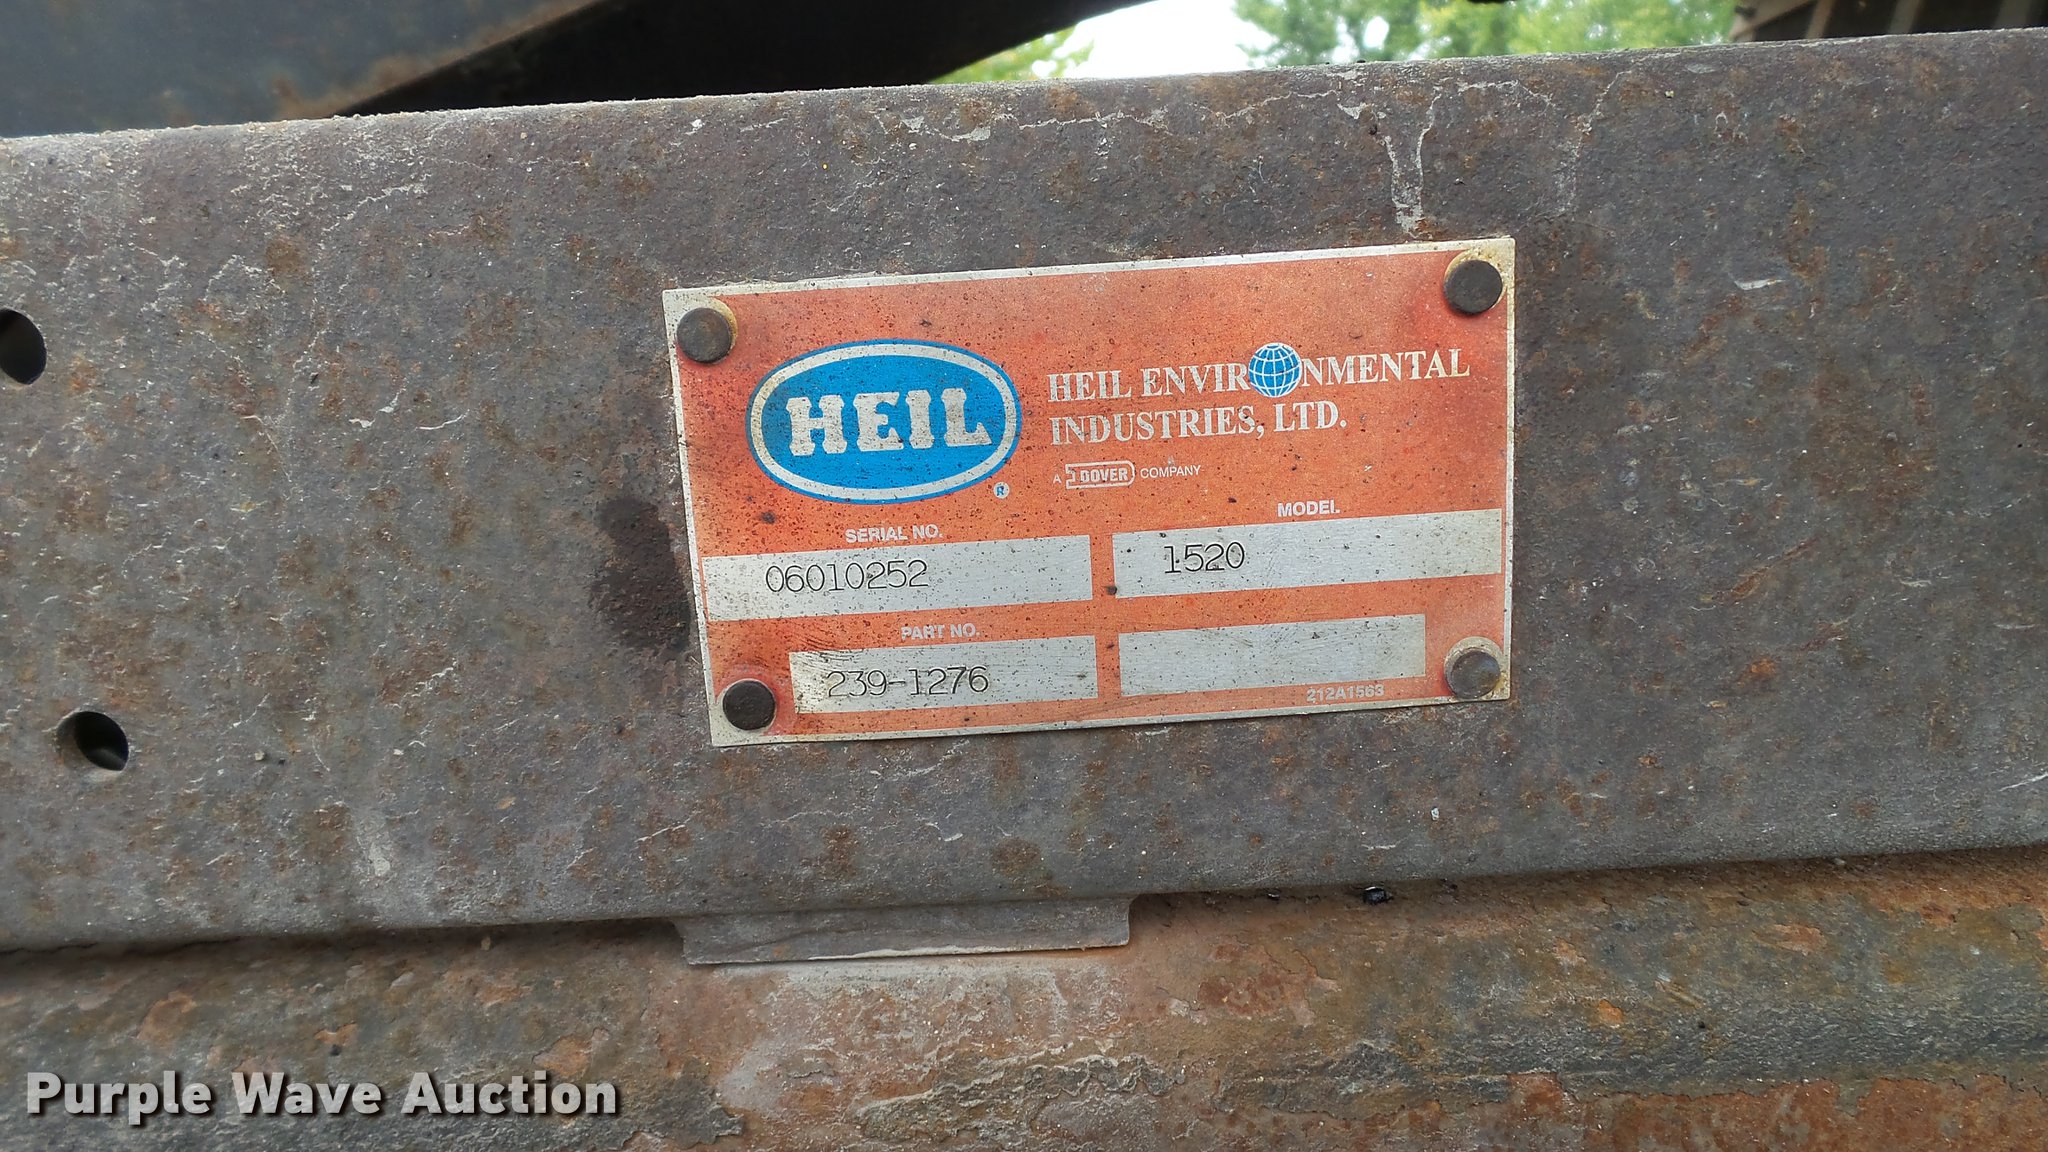 HEIL
®
HEIL ENVIRONMENTAL
INDUSTRIES, LTD.
A DOVER COMPANY
SERIAL NO.
MODEL
06010252
1520
PART NO.
239-1276
212A1563
Purple Wave Auction